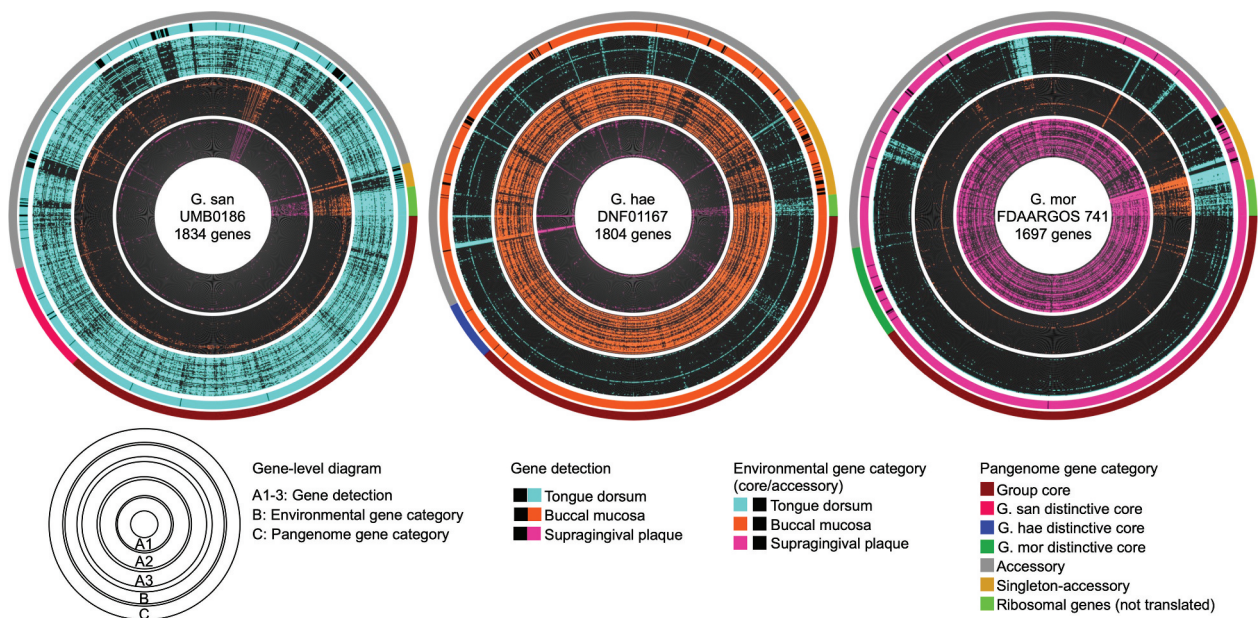 G. san
UMB0186
1834 genes
G. hae
DNF01167
1804 genes
G. mor
FDAARGOS 741
1697 genes
A1
A2
A3
B
C
Gene-level diagram
A1-3: Gene detection
B: Environmental gene category
C: Pangenome gene category
Gene detection
Tongue dorsum
Buccal mucosa
Supragingival plaque
Environmental gene category
(core/accessory)
Tongue dorsum
Buccal mucosa
Supragingival plaque
Pangenome gene category
Group core
G. san distinctive core
G. hae distinctive core
G. mor distinctive core
Accessory
Singleton-accessory
Ribosomal genes (not translated)